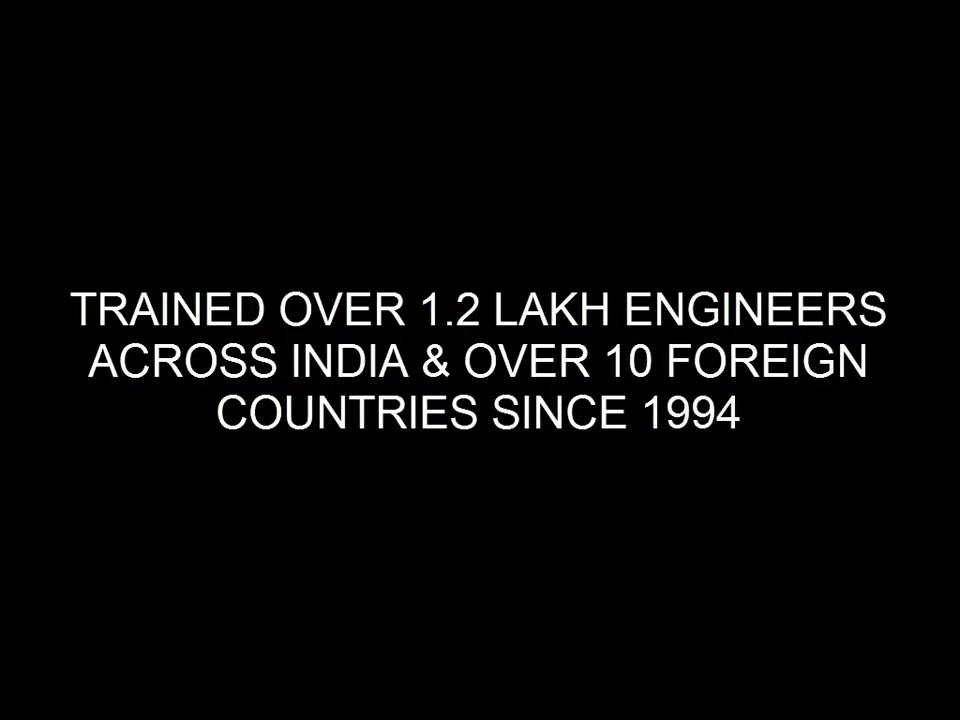 TRAINED OVER 1.2 LAKH ENGINEERS
ACROSS INDIA & OVER 10 FOREIGN
COUNTRIES SINCE 1994